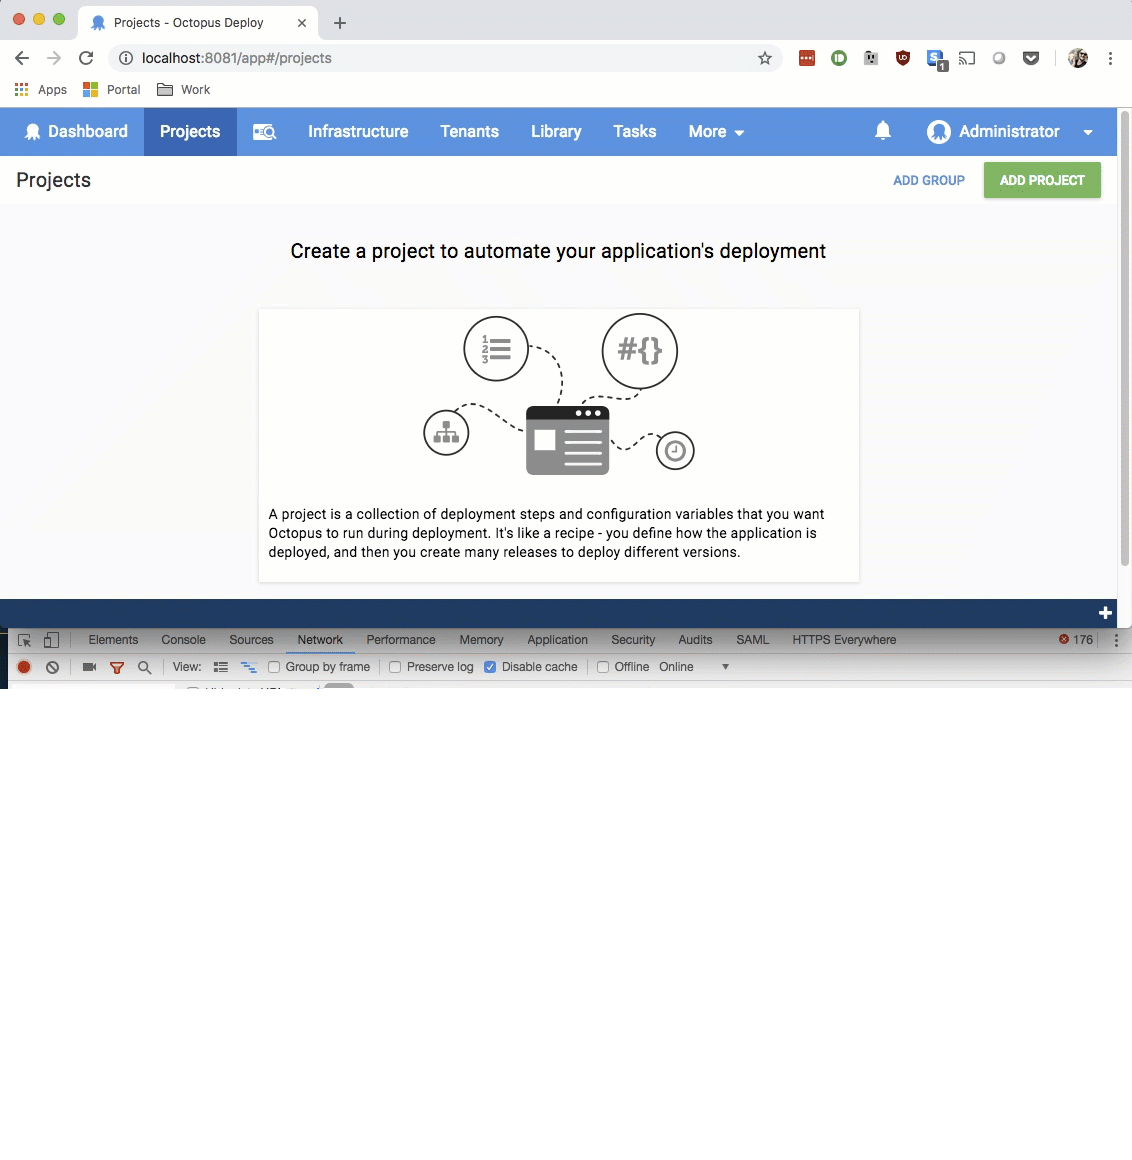 Projects - Octopus Deploy
localhost:8081/app#/projects
1
Apps Portal Work
Dashboard Projects Infrastructure Tenants Library Tasks More Administrator
Projects ADD GROUP ADD PROJECT
Create a project to automate your application's deployment
1
2
3
#{}
A project is a collection of deployment steps and configuration variables that you want
Octopus to run during deployment. It's like a recipe - you define how the application is
deployed, and then you create many releases to deploy different versions.
Elements Console Sources Network Performance Memory Application Security Audits SAML HTTPS Everywhere 176
View: Group by frame Preserve log Disable cache Offline Online